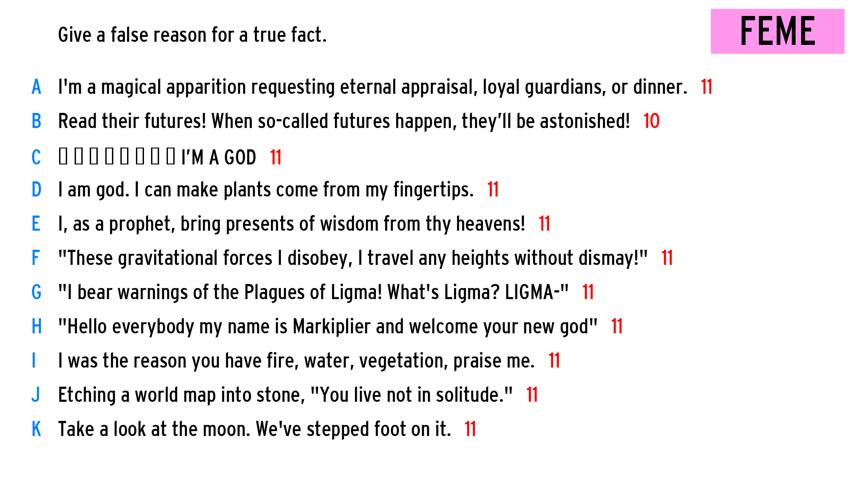 Give a false reason for a true fact.
FEME
A I'm a magical apparition requesting eternal appraisal, loyal guardians, or dinner. 11
B Read their futures! When so-called futures happen, they’ll be astonished! 10
C ▯ ▯ ▯ ▯ ▯ ▯ ▯ ▯ I’M A GOD 11
D I am god. I can make plants come from my fingertips. 11
E I, as a prophet, bring presents of wisdom from thy heavens! 11
F "These gravitational forces I disobey, I travel any heights without dismay!" 11
G "I bear warnings of the Plagues of Ligma! What's Ligma? LIGMA-" 11
H "Hello everybody my name is Markiplier and welcome your new god" 11
I I was the reason you have fire, water, vegetation, praise me. 11
J Etching a world map into stone, "You live not in solitude." 11
K Take a look at the moon. We've stepped foot on it. 11